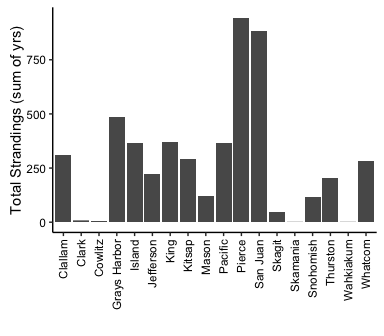 Total Strandings (sum of yrs)
750
500
250
0
Clallam
Clark
Cowlitz
Grays Harbor
Island
Jefferson
King
Kitsap
Mason
Pacific
Pierce
San Juan
Skagit
Skamania
Snohomish
Thurston
Wahkiakum
Whatcom